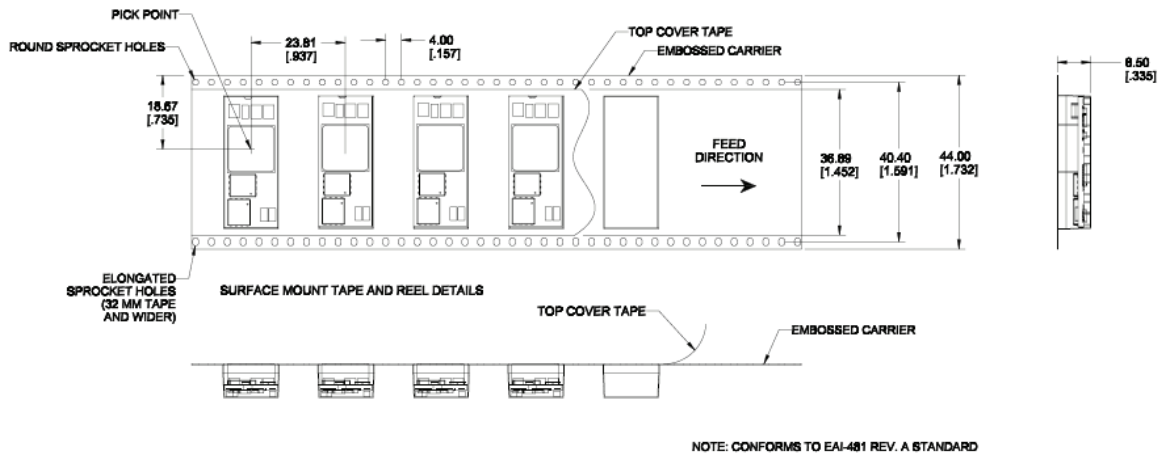 PICK POINT
ROUND SPROCKET HOLES
23.81
[.937]
4.00
[.157]
TOP COVER TAPE
EMBOSSED CARRIER
8.50
[.335]
18.67
[.735]
FEED
DIRECTION
36.89
[1.452]
40.40
[1.591]
44.00
[1.732]
ELONGATED
SPROCKET HOLES
(32 MM TAPE
AND WIDER)
SURFACE MOUNT TAPE AND REEL DETAILS
TOP COVER TAPE
EMBOSSED CARRIER
NOTE: CONFORMS TO EAI-481 REV. A STANDARD